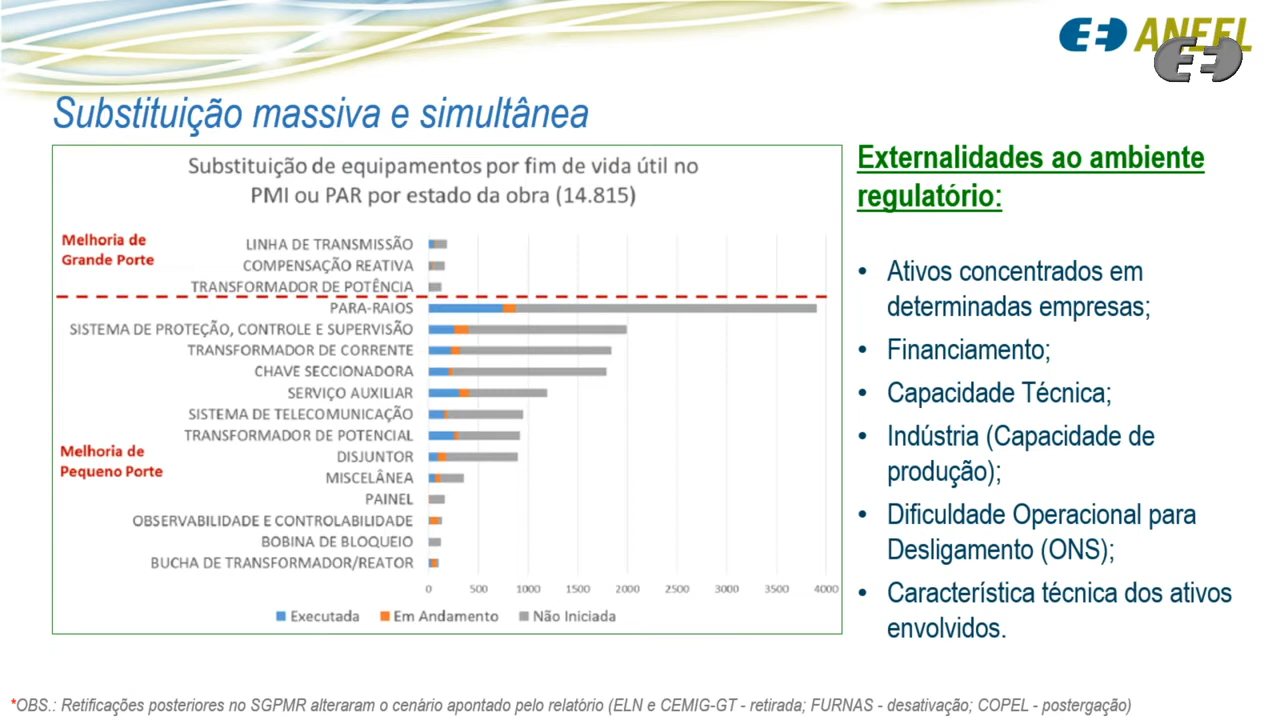 ANEEL
Substituição massiva e simultânea
Substituição de equipamentos por fim de vida útil no
PMI ou PAR por estado da obra (14.815)
Melhoria de
Grande Porte
LINHA DE TRANSMISSÃO
COMPENSAÇÃO REATIVA
TRANSFORMADOR DE POTÊNCIA
PARA-RAIOS
SISTEMA DE PROTEÇÃO, CONTROLE E SUPERVISÃO
TRANSFORMADOR DE CORRENTE
CHAVE SECCIONADORA
SERVIÇO AUXILIAR
SISTEMA DE TELECOMUNICAÇÃO
TRANSFORMADOR DE POTENCIAL
Melhoria de
Pequeno Porte
DISJUNTOR
MISCELÂNEA
PAINEL
OBSERVABILIDADE E CONTROLABILIDADE
BOBINA DE BLOQUEIO
BUCHA DE TRANSFORMADOR/REATOR
0 500 1000 1500 2000 2500 3000 3500 4000
Executada Em Andamento Não Iniciada
Externalidades ao ambiente
regulatório:
• Ativos concentrados em
determinadas empresas;
• Financiamento;
• Capacidade Técnica;
• Indústria (Capacidade de
produção);
• Dificuldade Operacional para
Desligamento (ONS);
• Característica técnica dos ativos
envolvidos.
*OBS.: Retificações posteriores no SGPMR alteraram o cenário apontado pelo relatório (ELN e CEMIG-GT - retirada; FURNAS - desativação; COPEL - postergação)